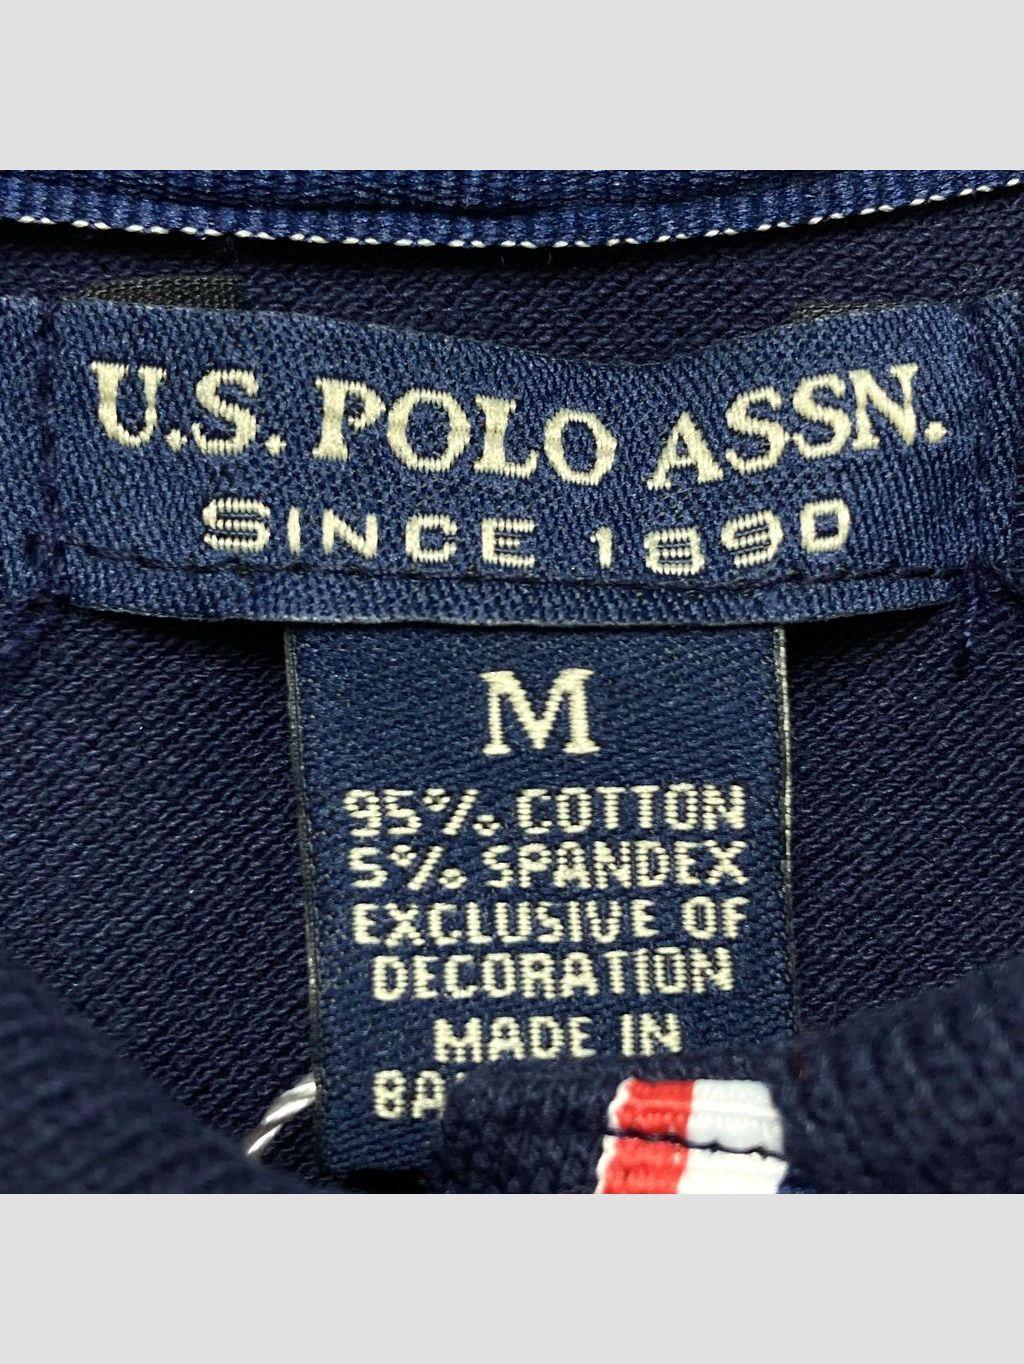 U.S. POLO ASSN.
SINCE 1890
M
95% COTTON
5% SPANDEX
EXCLUSIVE OF
DECORATION
MADE IN